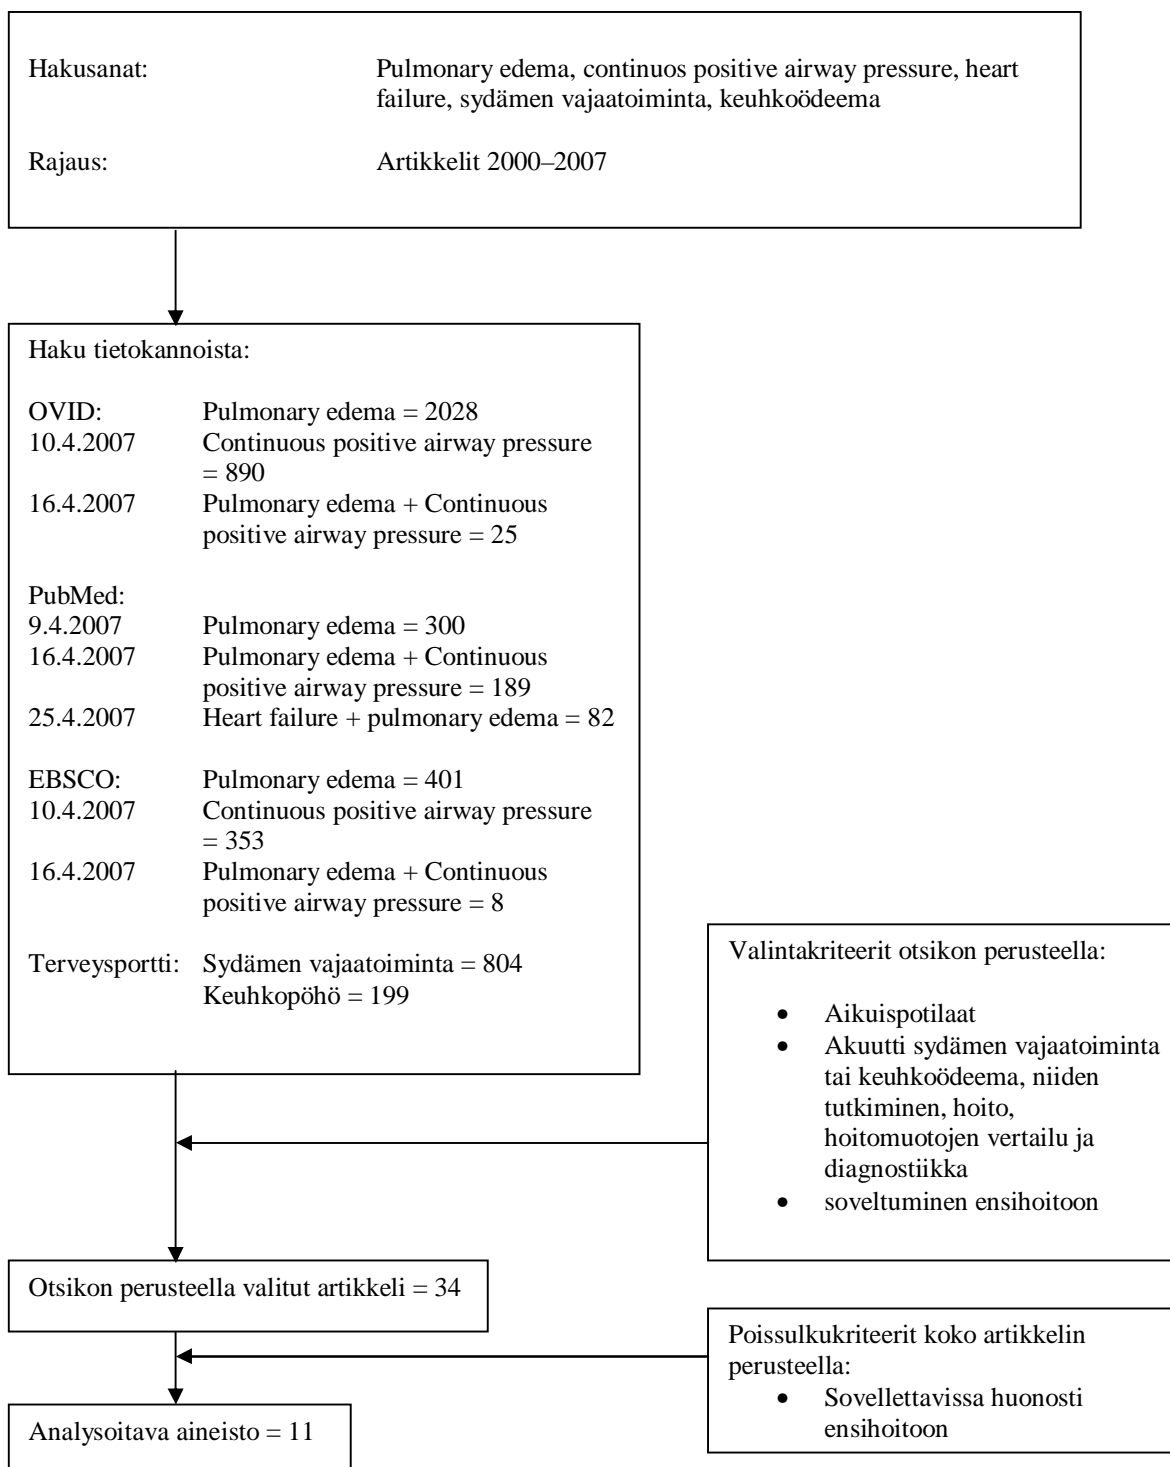 Hakusanat: Pulmonary edema, continuos positive airway pressure, heart
failure, sydämen vajaatoiminta, keuhkoödeema
Rajaus: Artikkelit 2000–2007
Haku tietokannoista:
OVID: Pulmonary edema = 2028
10.4.2007 Continuous positive airway pressure
= 890
16.4.2007 Pulmonary edema + Continuous
positive airway pressure = 25
PubMed:
9.4.2007 Pulmonary edema = 300
16.4.2007 Pulmonary edema + Continuous
positive airway pressure = 189
25.4.2007 Heart failure + pulmonary edema = 82
EBSCO: Pulmonary edema = 401
10.4.2007 Continuous positive airway pressure
= 353
16.4.2007 Pulmonary edema + Continuous
positive airway pressure = 8
Terveysportti: Sydämen vajaatoiminta = 804
Keuhkopöhö = 199
Valintakriteerit otsikon perusteella:
• Aikuispotilaat
• Akuutti sydämen vajaatoiminta
tai keuhkoödeema, niiden
tutkiminen, hoito,
hoitomuotojen vertailu ja
diagnostiikka
• soveltuminen ensihoitoon
Otsikon perusteella valitut artikkeli = 34
Poissulkukriteerit koko artikkelin
perusteella:
• Sovellettavissa huonosti
ensihoitoon
Analysoitava aineisto = 11